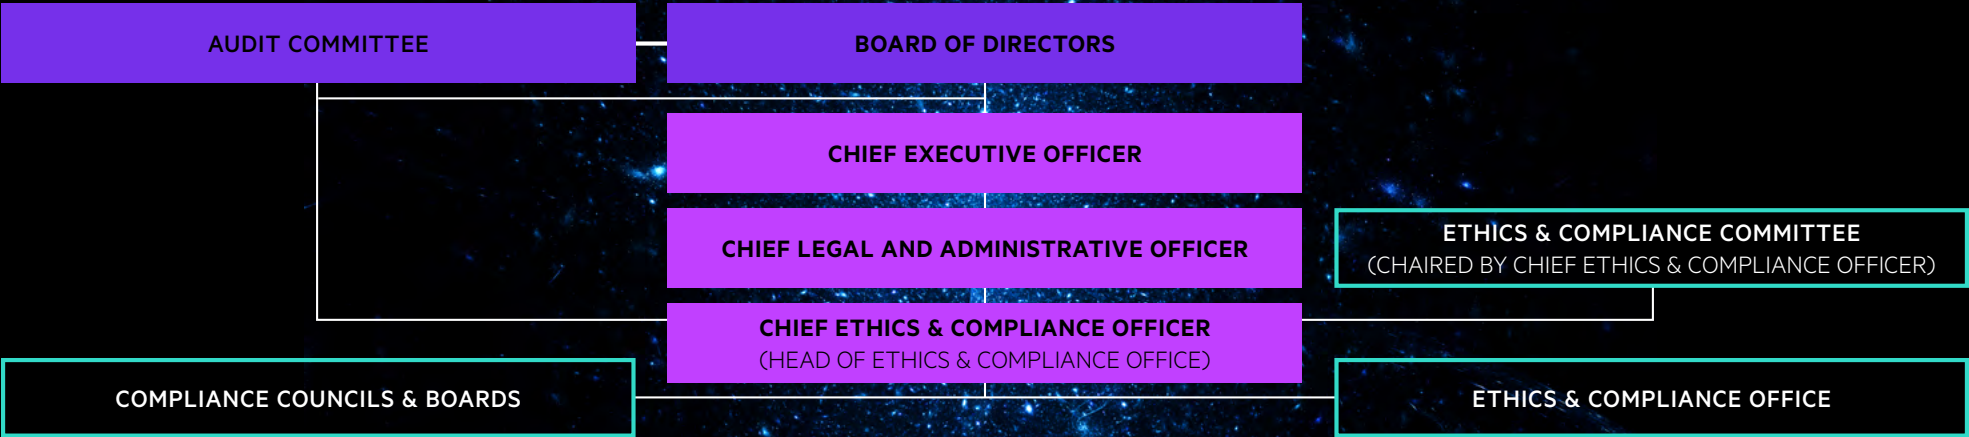 AUDIT COMMITTEE
BOARD OF DIRECTORS
CHIEF EXECUTIVE OFFICER
CHIEF LEGAL AND ADMINISTRATIVE OFFICER
ETHICS & COMPLIANCE COMMITTEE
(CHAIRED BY CHIEF ETHICS & COMPLIANCE OFFICER)
CHIEF ETHICS & COMPLIANCE OFFICER
(HEAD OF ETHICS & COMPLIANCE OFFICE)
COMPLIANCE COUNCILS & BOARDS
ETHICS & COMPLIANCE OFFICE